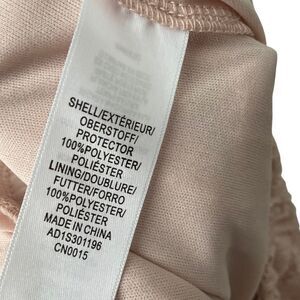 SHELL/EXTÉRIEUR/
OBERSTOFF/
PROTECTOR
100%POLYESTER/
POLIÉSTER
LINING/DOUBLURE/
FUTTER/FORRO
100%POLYESTER/
POLIÉSTER
MADE IN CHINA
AD1S301196
CN0015